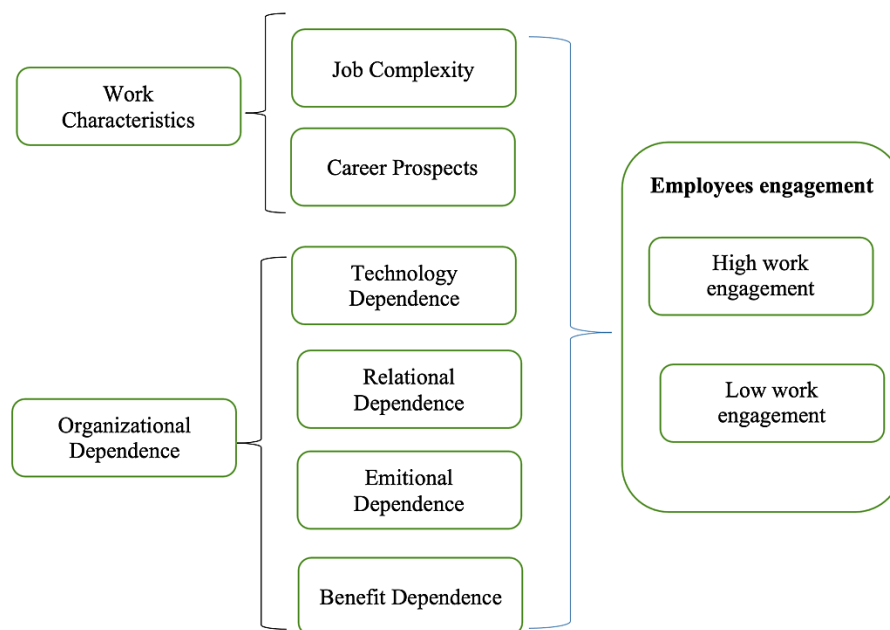 Work
Characteristics
Job Complexity
Career Prospects
Organizational
Dependence
Technology
Dependence
Relational
Dependence
Emitional
Dependence
Benefit Dependence
Employees engagement
High work
engagement
Low work
engagement